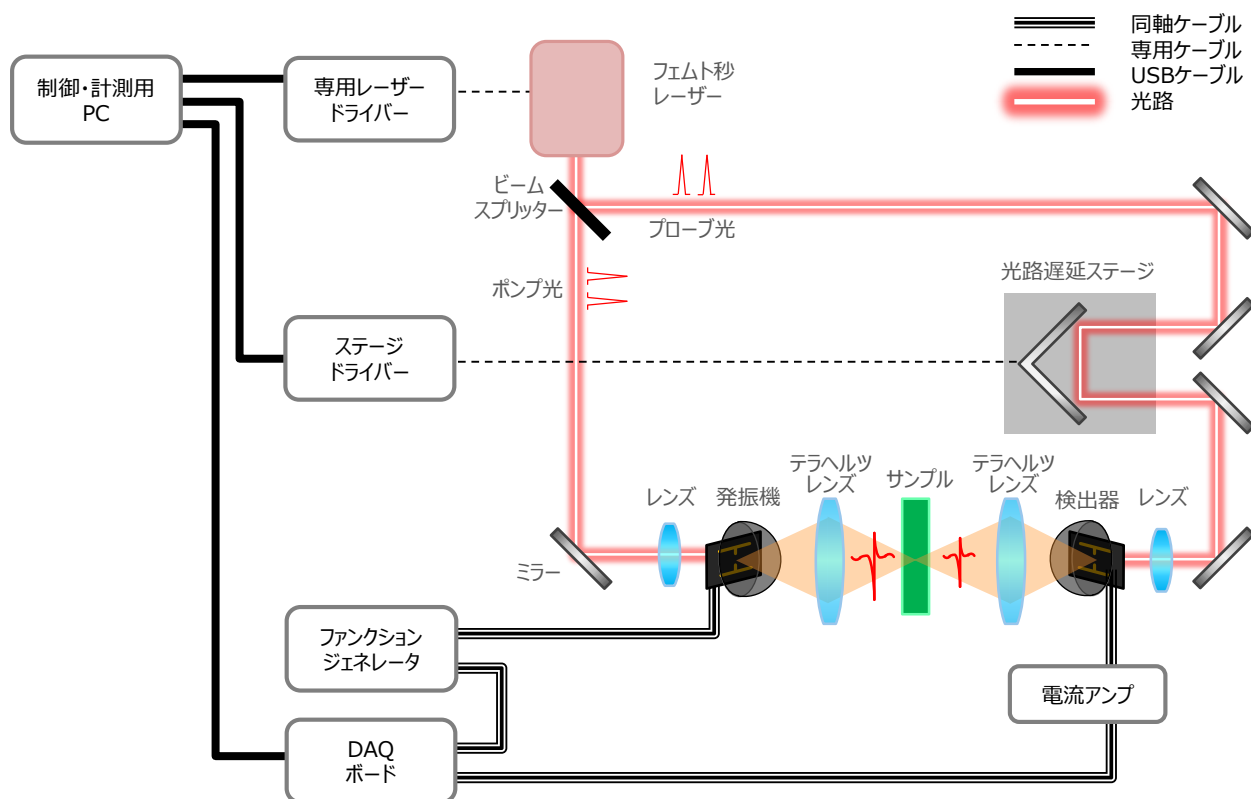 同軸ケーブル
専用ケーブル
USBケーブル
光路
制御・計測用
PC
専用レーザー
ドライバー
フェムト秒
レーザー
ビーム
スプリッター
プローブ光
ポンプ光
光路遅延ステージ
ステージ
ドライバー
テラヘルツ
レンズ
サンプル
テラヘルツ
レンズ
レンズ
発振機
検出器
レンズ
ミラー
ファンクション
ジェネレータ
電流アンプ
DAQ
ボード